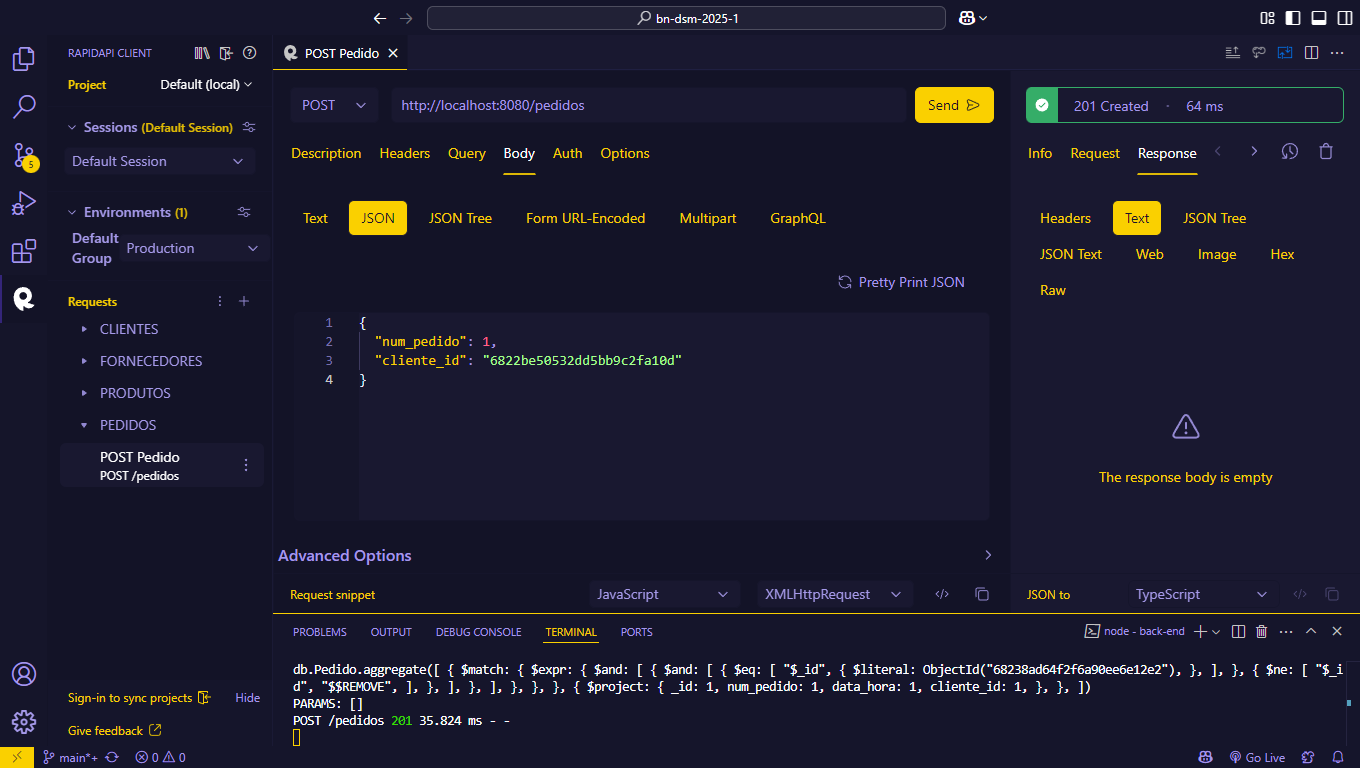 bn-dsm-2025-1
RAPIDAPI CLIENT
POST Pedido
Project
Default (local)
Sessions (Default Session)
Default Session
Environments (1)
Default Group
Production
Requests
CLIENTES
FORNECEDORES
PRODUTOS
PEDIDOS
POST Pedido
POST /pedidos
Sign-in to sync projects
Hide
Give feedback
5
POST
http://localhost:8080/pedidos
Send
Description Headers Query Body Auth Options
Text JSON JSON Tree Form URL-Encoded Multipart GraphQL
Pretty Print JSON
1 {
2 "num_pedido": 1,
3 "cliente_id": "6822be50532dd5bb9c2fa10d"
4 }
Advanced Options
Request snippet
JavaScript
XMLHttpRequest
201 Created · 64 ms
Info Request Response
Headers Text JSON Tree
JSON Text Web Image Hex
Raw
The response body is empty
JSON to
TypeScript
PROBLEMS OUTPUT DEBUG CONSOLE TERMINAL PORTS
node - back-end
db.Pedido.aggregate([ { $match: { $expr: { $and: [ { $and: [ { $eq: [ "$_id", { $literal: ObjectId("68238ad64f2f6a90ee6e12e2"), }, ], }, { $ne: [ "$_i
d", "$$REMOVE", ], }, ], }, ], }, }, }, { $project: { _id: 1, num_pedido: 1, data_hora: 1, cliente_id: 1, }, }, ])
PARAMS: []
POST /pedidos 201 35.824 ms - -
main*+
0 0
Go Live